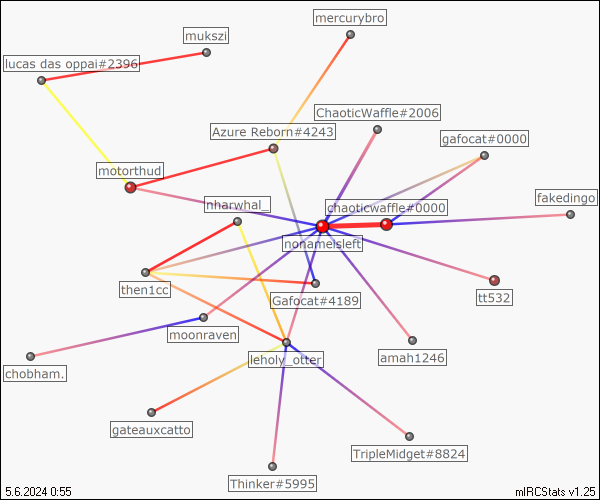 mercurybro
mukszi
lucas das oppai#2396
ChaoticWaffle#2006
Azure Reborn#4243
gafocat#0000
motorthud
fakedingo
nharwhal_
chaoticwaffle#0000
nonameisleft
then1cc
Gafocat#4189
tt532
moonraven
leholy_otter
amah1246
chobham.
gateauxcatto
TripleMidget#8824
Thinker#5995
5.6.2024 0:55
mIRCStats v1.25